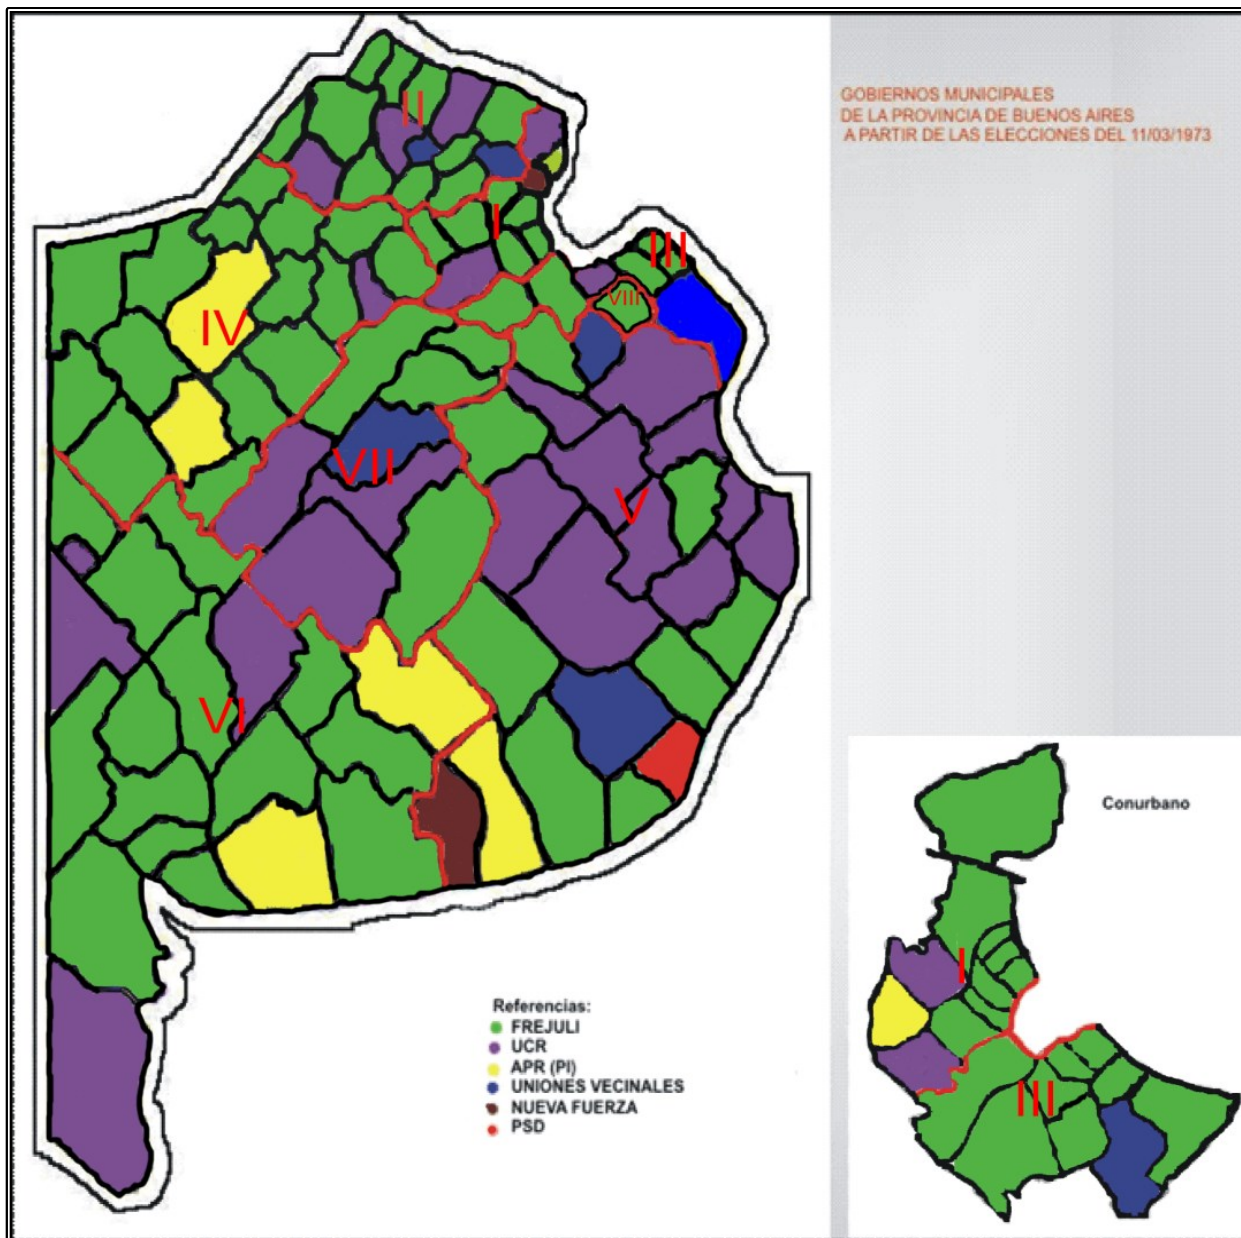 GOBIERNOS MUNICIPALES
DE LA PROVINCIA DE BUENOS AIRES
A PARTIR DE LAS ELECCIONES DEL 11/03/1973
II
I
III
VIII
IV
VII
V
VI
Conurbano
I
III
Referencias:
FREJULI
UCR
APR (PI)
UNIONES VECINALES
NUEVA FUERZA
PSD